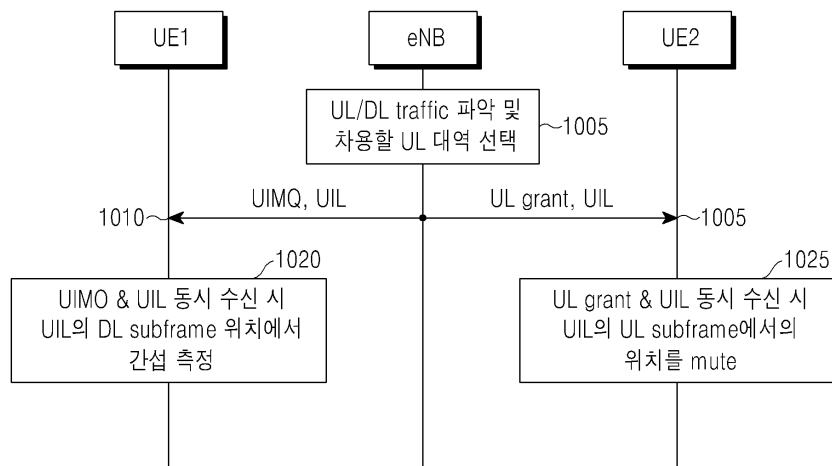 UE1
eNB
UE2
UL/DL traffic 파악 및
차용할 UL 대역 선택
1005
1010
UIMQ, UIL
UL grant, UIL
1005
1020
UIMO & UIL 동시 수신 시
UIL의 DL subframe 위치에서
간섭 측정
1025
UL grant & UIL 동시 수신 시
UIL의 UL subframe에서의
위치를 mute